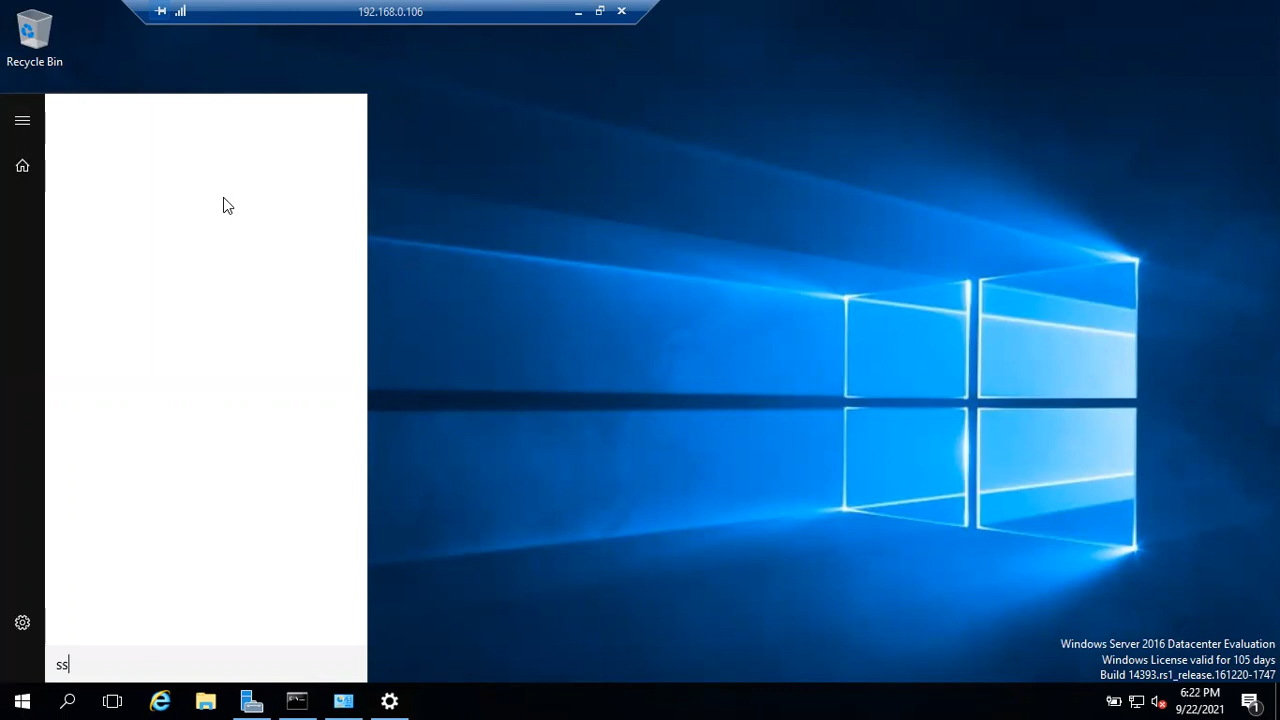 192.168.0.106
Recycle Bin
ss
Windows Server 2016 Datacenter Evaluation
Windows License valid for 105 days
Build 14393.rs1_release.161220-1747
6:22 PM
9/22/2021
1